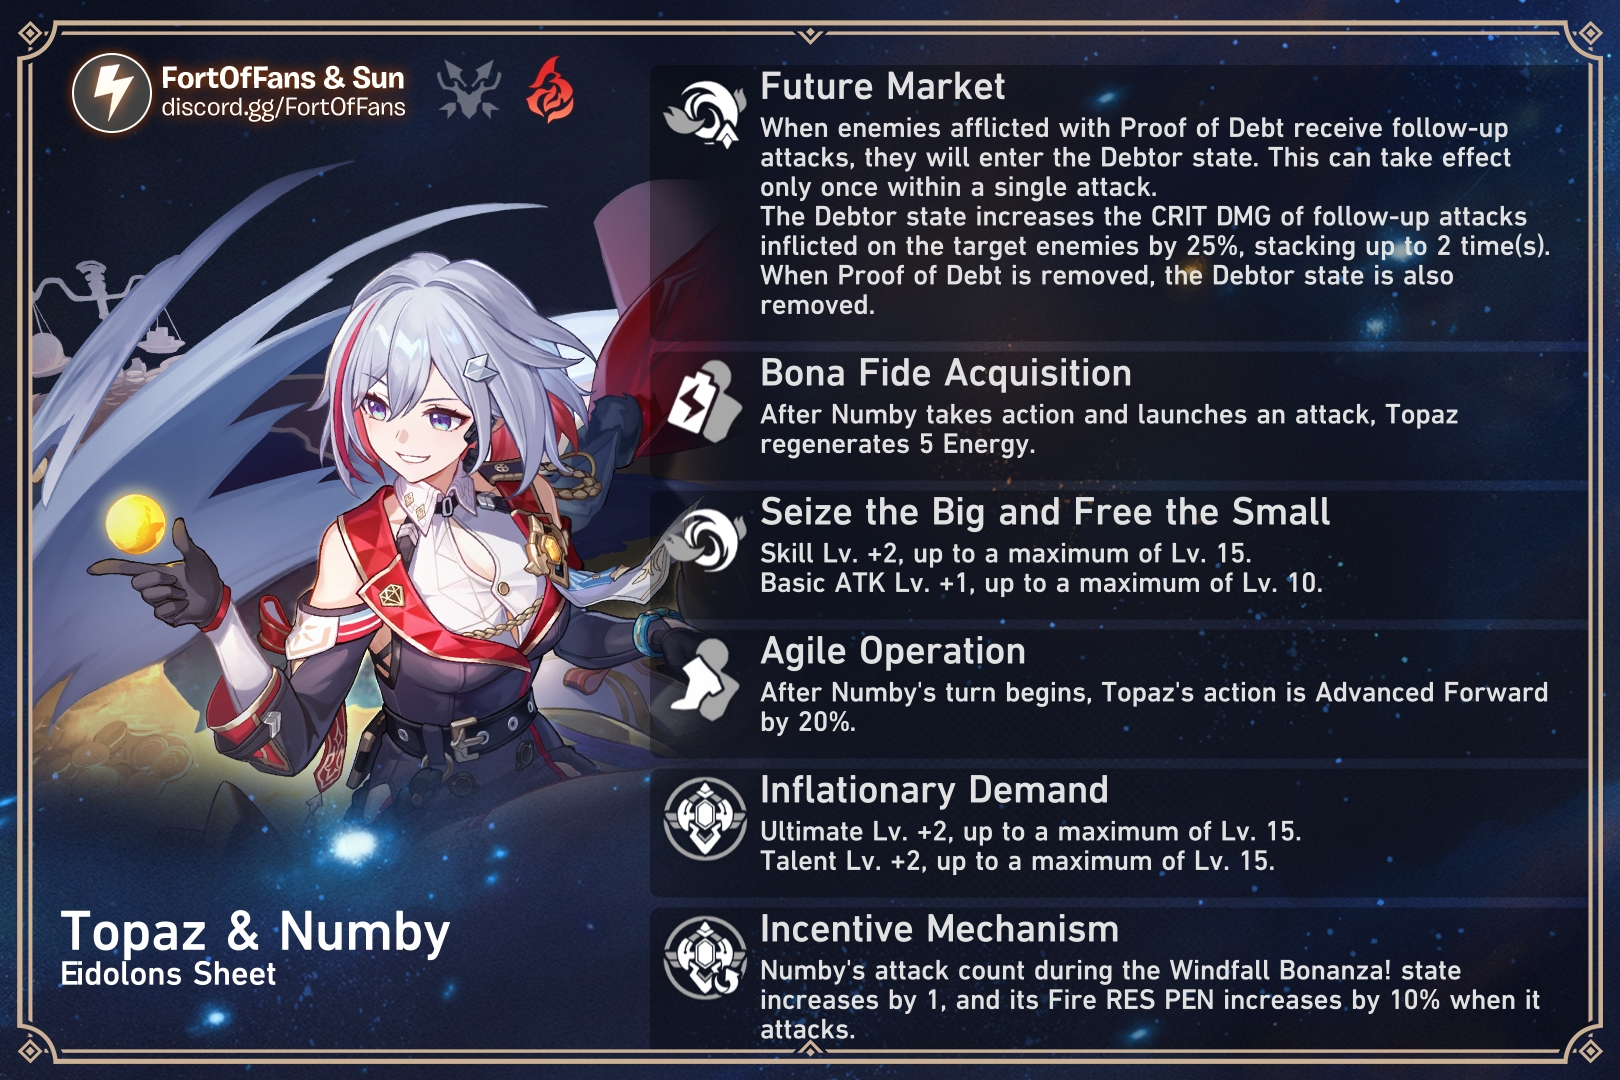 FortOfFans & Sun
discord.gg/FortOfFans
Future Market
When enemies afflicted with Proof of Debt receive follow-up
attacks, they will enter the Debtor state. This can take effect
only once within a single attack.
The Debtor state increases the CRIT DMG of follow-up attacks
inflicted on the target enemies by 25%, stacking up to 2 time(s).
When Proof of Debt is removed, the Debtor state is also
removed.
Bona Fide Acquisition
After Numby takes action and launches an attack, Topaz
regenerates 5 Energy.
Seize the Big and Free the Small
Skill Lv. +2, up to a maximum of Lv. 15.
Basic ATK Lv. +1, up to a maximum of Lv. 10.
Agile Operation
After Numby's turn begins, Topaz's action is Advanced Forward
by 20%.
Inflationary Demand
Ultimate Lv. +2, up to a maximum of Lv. 15.
Talent Lv. +2, up to a maximum of Lv. 15.
Incentive Mechanism
Numby's attack count during the Windfall Bonanza! state
increases by 1, and its Fire RES PEN increases by 10% when it
attacks.
Topaz & Numby
Eidolons Sheet